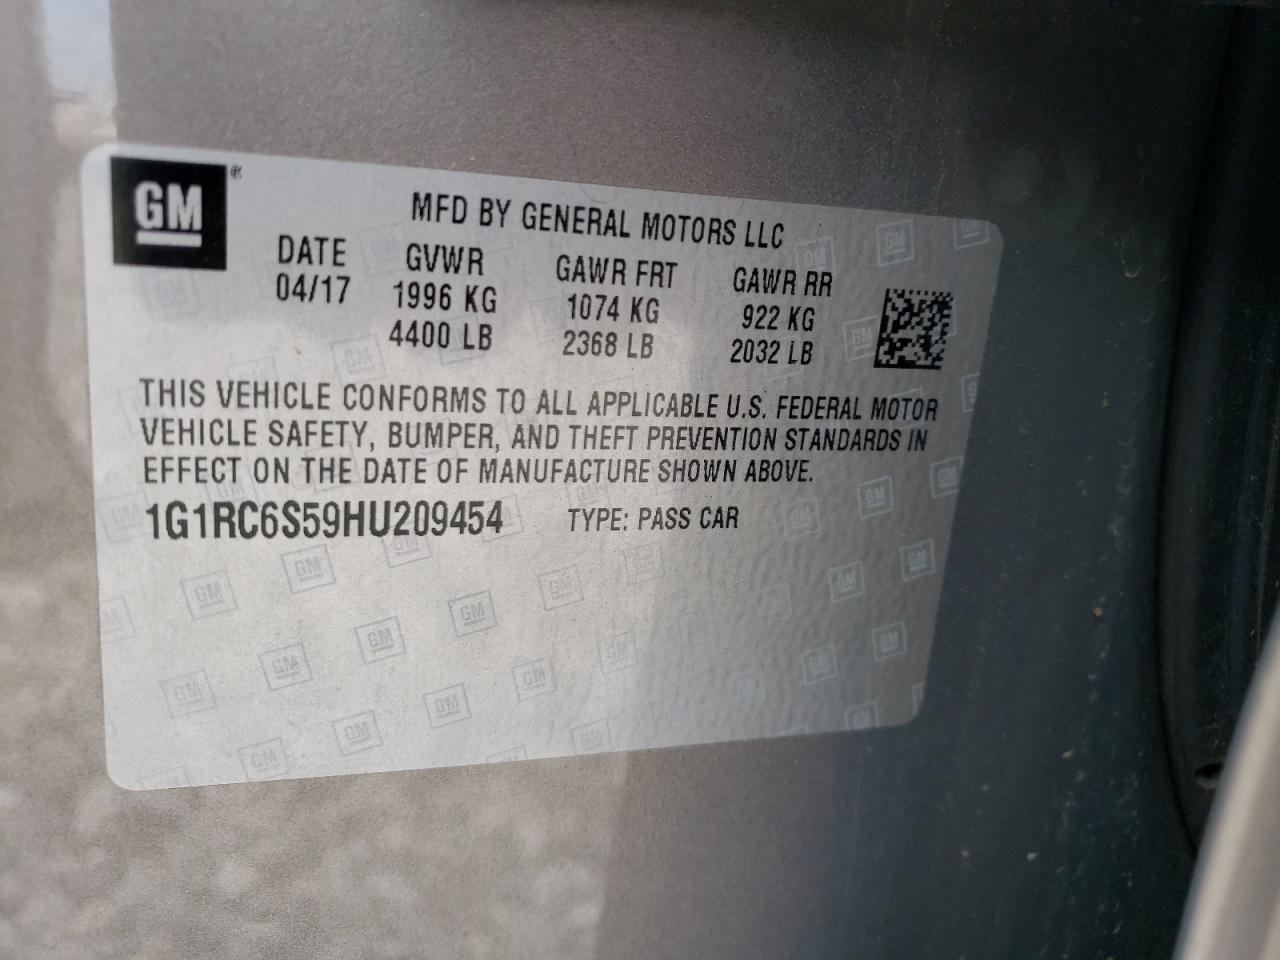 GM ®
MFD BY GENERAL MOTORS LLC
DATE GVWR GAWR FRT GAWR RR
04/17 1996 KG 1074 KG 922 KG
4400 LB 2368 LB 2032 LB
THIS VEHICLE CONFORMS TO ALL APPLICABLE U.S. FEDERAL MOTOR
VEHICLE SAFETY, BUMPER, AND THEFT PREVENTION STANDARDS IN
EFFECT ON THE DATE OF MANUFACTURE SHOWN ABOVE.
1G1RC6S59HU209454 TYPE: PASS CAR